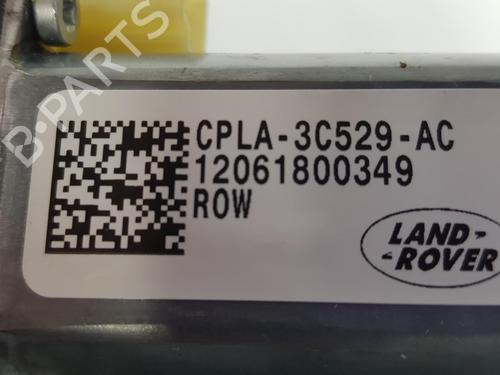 CPLA-3C529-AC
12061800349
ROW
LAND-
-ROVER
B-PARTS